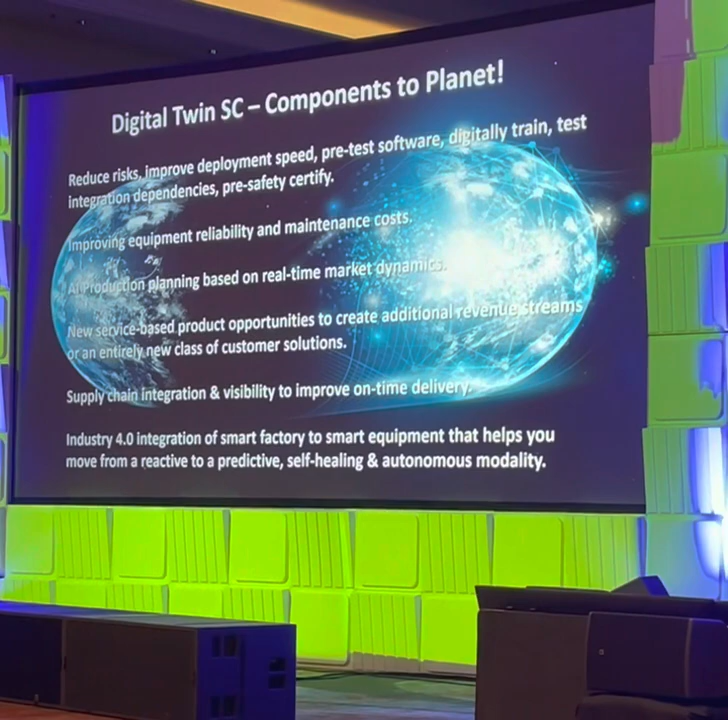 Digital Twin SC – Components to Planet!
Reduce risks, improve deployment speed, pre-test software, digitally train, test
integration dependencies, pre-safety certify.
Improving equipment reliability and maintenance costs.
AI Production planning based on real-time market dynamics.
New service-based product opportunities to create additional revenue streams
or an entirely new class of customer solutions.
Supply chain integration & visibility to improve on-time delivery.
Industry 4.0 integration of smart factory to smart equipment that helps you
move from a reactive to a predictive, self-healing & autonomous modality.